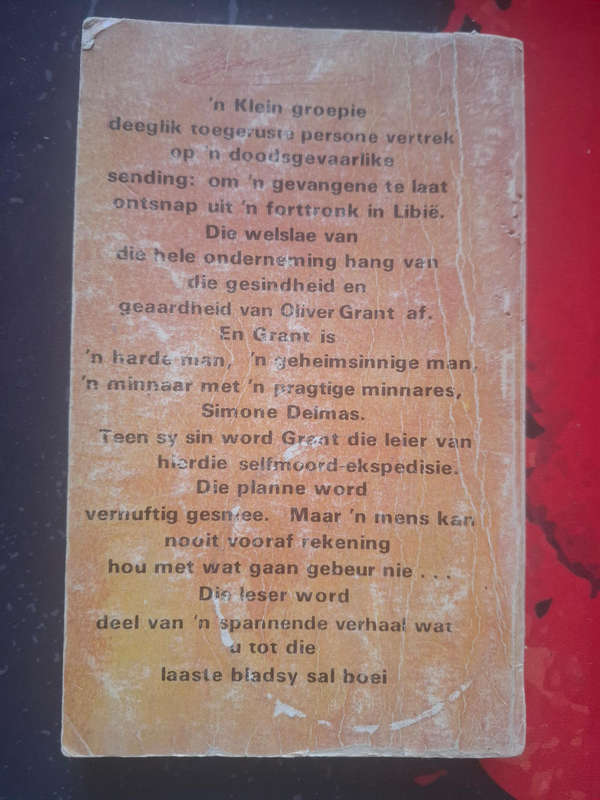 'n Klein groepie
deeglik toegeruste persone vertrek
op 'n doodsgevaarlike
sending: om 'n gevangene te laat
ontsnap uit 'n forttronk in Libië.
Die welslae van
die hele onderneming hang van
die gesindheid en
geaardheid van Oliver Grant af.
En Grant is
'n harde man, 'n geheimsinnige man,
'n minnaar met 'n pragtige minnares,
Simone Delmas.
Teen sy sin word Grant die leier van
hierdie selfmoord-ekspedisie.
Die planne word
vernuftig gesmee. Maar 'n mens kan
nooit vooraf rekening
hou met wat gaan gebeur nie . . .
Die leser word
deel van 'n spannende verhaal wat
u tot die
laaste bladsy sal boei